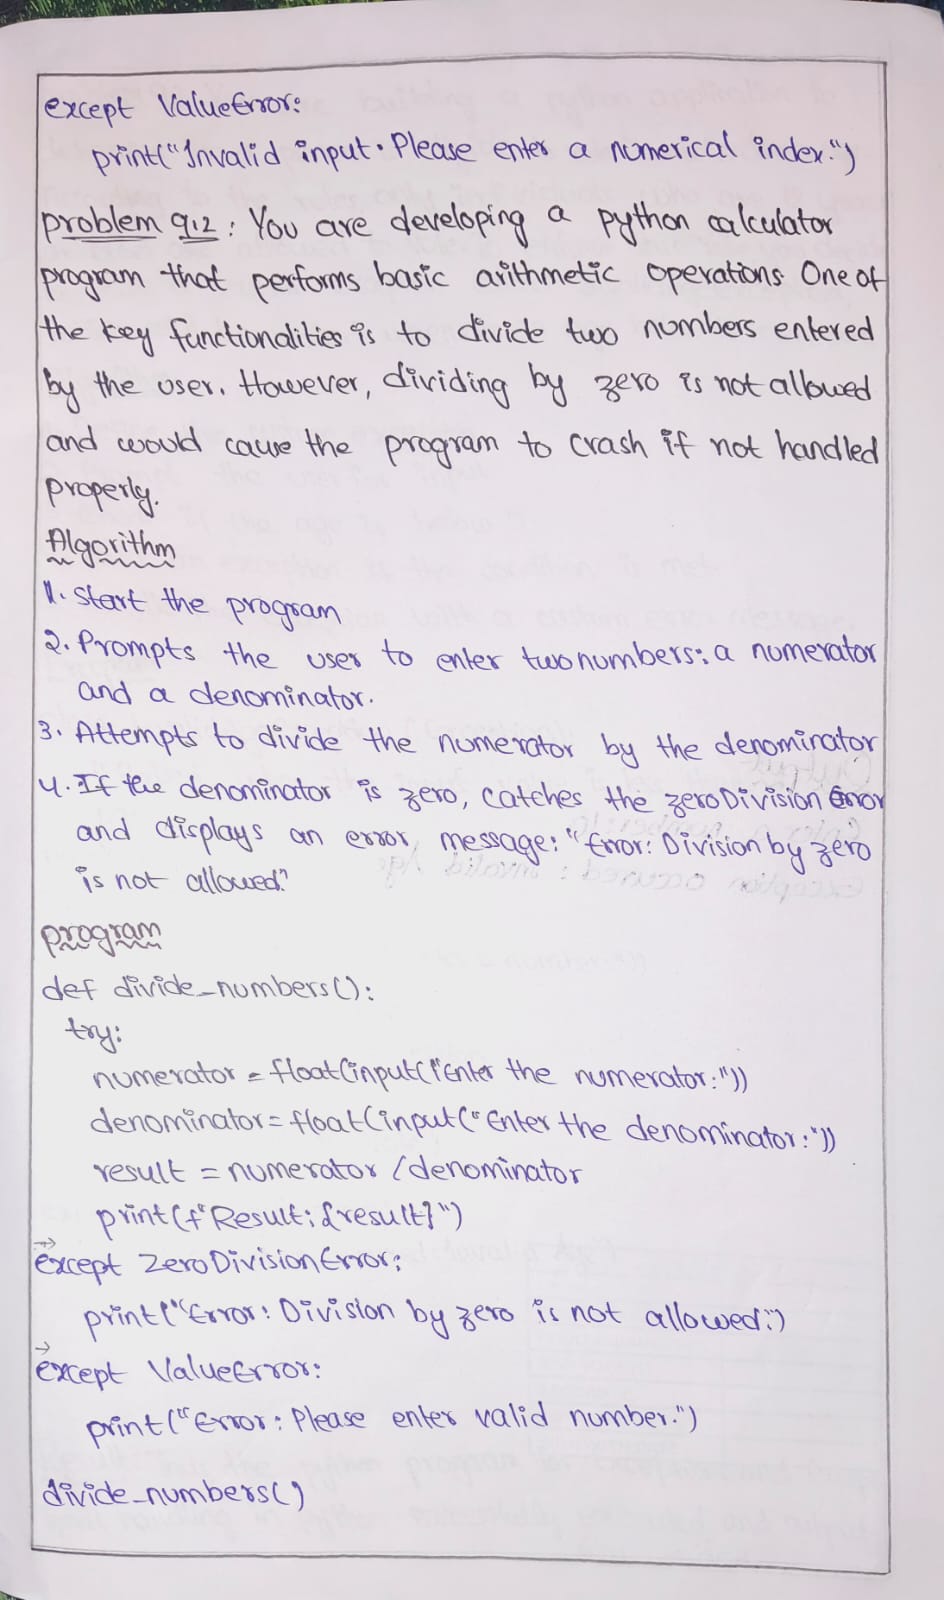 except ValueError:
print("Invalid input. Please enter a numerical index.")
problem 9.2 : You are developing a python calculator
program that performs basic arithmetic operations One of
the key functionalities is to divide two numbers entered
by the user. However, dividing by zero is not allowed
and would cause the program to crash if not handled
properly.
Algorithm
1. Start the program
2. Prompts the user to enter two numbers: a numerator
and a denominator.
3. Attempts to divide the numerator by the denominator
4. If the denominator is zero, catches the zeroDivision Error
and displays an error message: "Error: Division by zero
is not allowed."
program
def divide_numbers():
try:
numerator = float(input("Enter the numerator:"))
denominator = float(input("Enter the denominator:"))
result = numerator / denominator
print(f"Result: {result}")
except ZeroDivisionError:
print("Error: Division by zero is not allowed.")
except ValueError:
print("Error: Please enter valid number.")
divide_numbers()